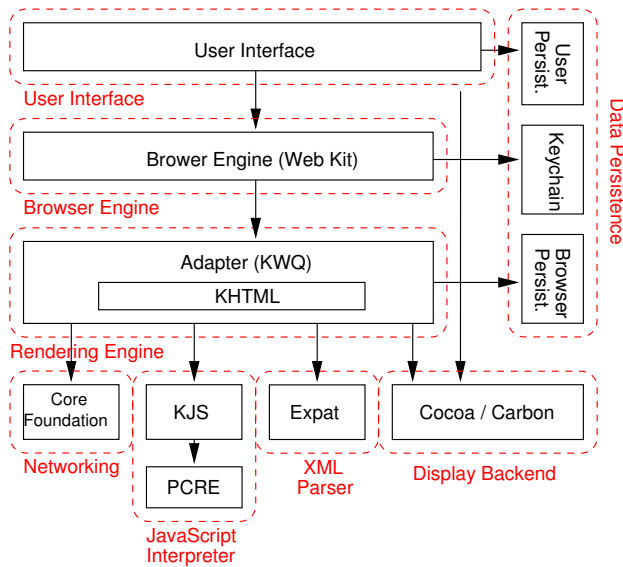 User Interface
User Persist.
User Interface
Brower Engine (Web Kit)
Keychain
Data Persistence
Browser Engine
Adapter (KWQ)
KHTML
Browser Persist.
Rendering Engine
Core
Foundation
KJS
Expat
Cocoa / Carbon
Networking
PCRE
XML
Parser
Display Backend
JavaScript
Interpreter